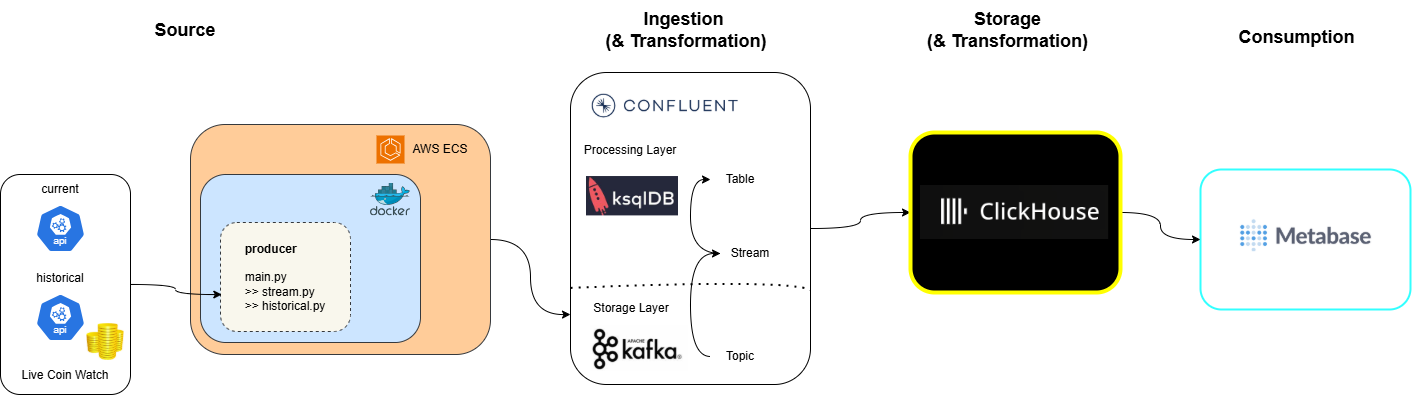 Source
Ingestion
(& Transformation)
Storage
(& Transformation)
Consumption
current
api
historical
api
Live Coin Watch
AWS ECS
docker
producer
main.py
>> stream.py
>> historical.py
CONFLUENT
Processing Layer
ksqlDB
Table
Stream
Storage Layer
APACHE
kafka®
Topic
ClickHouse
Metabase